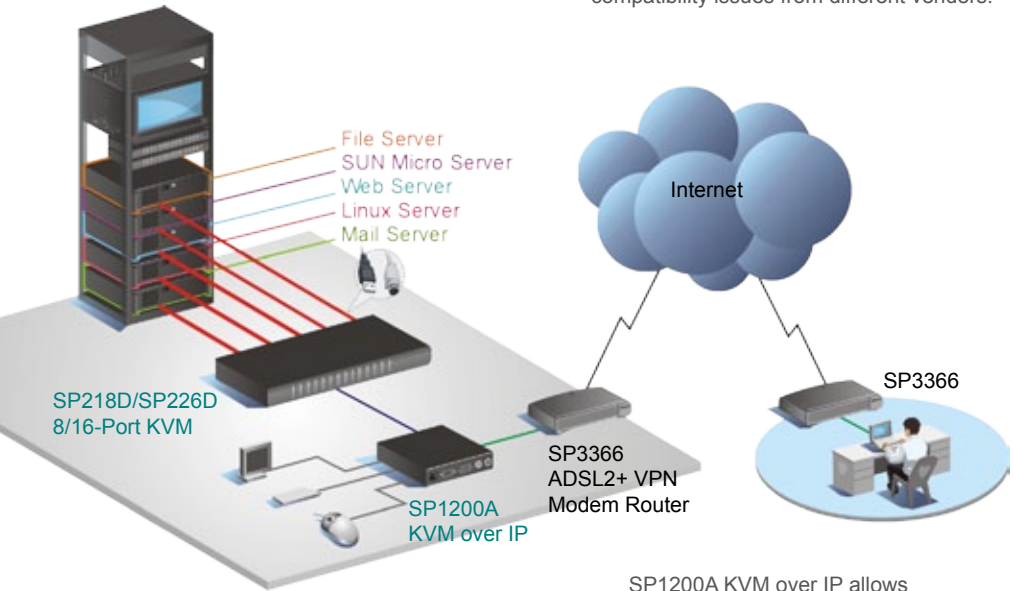 compatibility issues from different vendors.
File Server
SUN Micro Server
Web Server
Linux Server
Mail Server
Internet
SP218D/SP226D
8/16-Port KVM
SP3366
SP3366
ADSL2+ VPN
Modem Router
SP1200A
KVM over IP
SP1200A KVM over IP allows